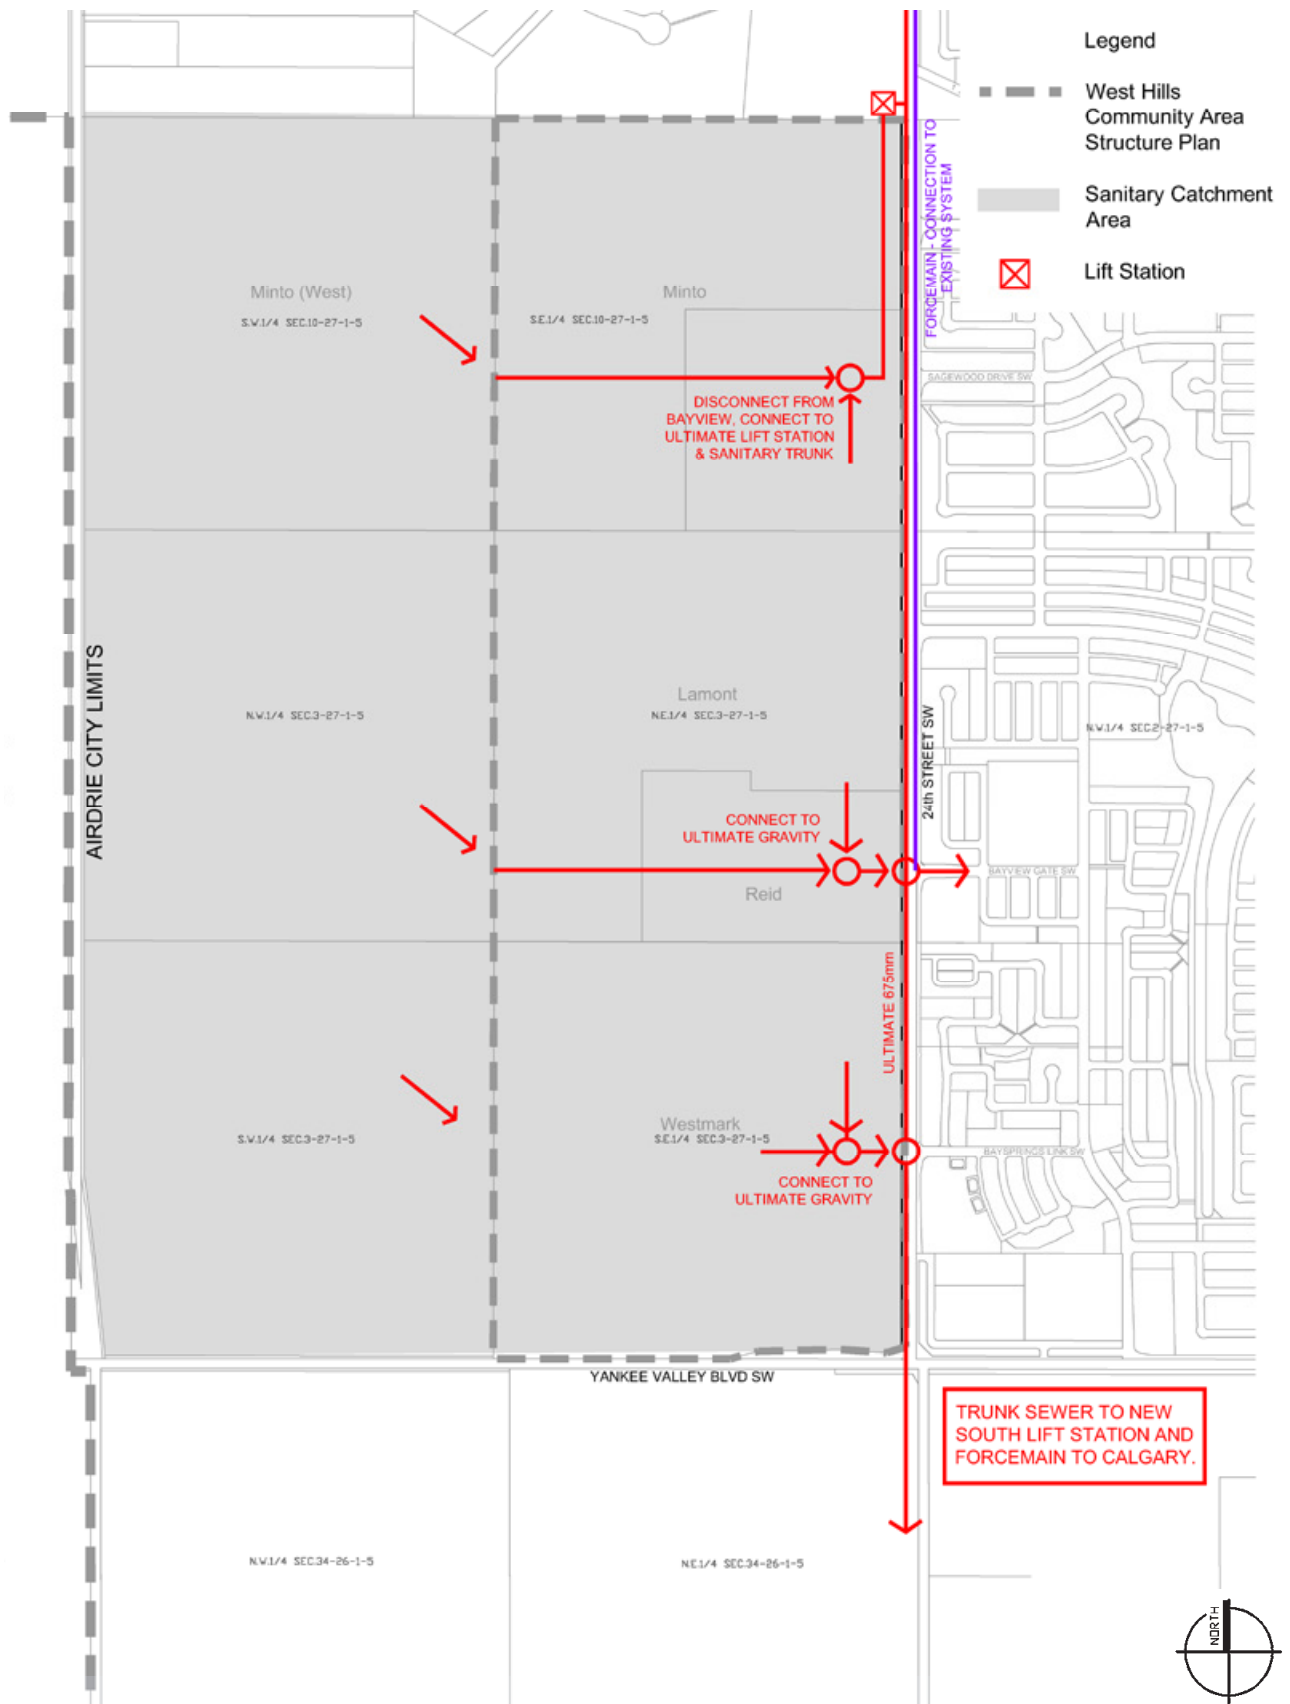 Legend
West Hills
Community Area
Structure Plan
Sanitary Catchment
Area
Lift Station
FORCEMAIN - CONNECTION TO
EXISTING SYSTEM
Minto (West)
S.W.1/4 SEC.10-27-1-5
Minto
S.E.1/4 SEC.10-27-1-5
SAGEWOOD DRIVE SW
DISCONNECT FROM
BAYVIEW, CONNECT TO
ULTIMATE LIFT STATION
& SANITARY TRUNK
AIRDRIE CITY LIMITS
N.W.1/4 SEC.3-27-1-5
Lamont
N.E.1/4 SEC.3-27-1-5
24th STREET SW
N.W.1/4 SEC.2-27-1-5
CONNECT TO
ULTIMATE GRAVITY
BAYVIEW GATE SW
Reid
ULTIMATE 675mm
S.W.1/4 SEC.3-27-1-5
Westmark
S.E.1/4 SEC.3-27-1-5
BAYSPRINGS LINK SW
CONNECT TO
ULTIMATE GRAVITY
YANKEE VALLEY BLVD SW
TRUNK SEWER TO NEW
SOUTH LIFT STATION AND
FORCEMAIN TO CALGARY.
N.W.1/4 SEC.34-26-1-5
N.E.1/4 SEC.34-26-1-5
NORTH